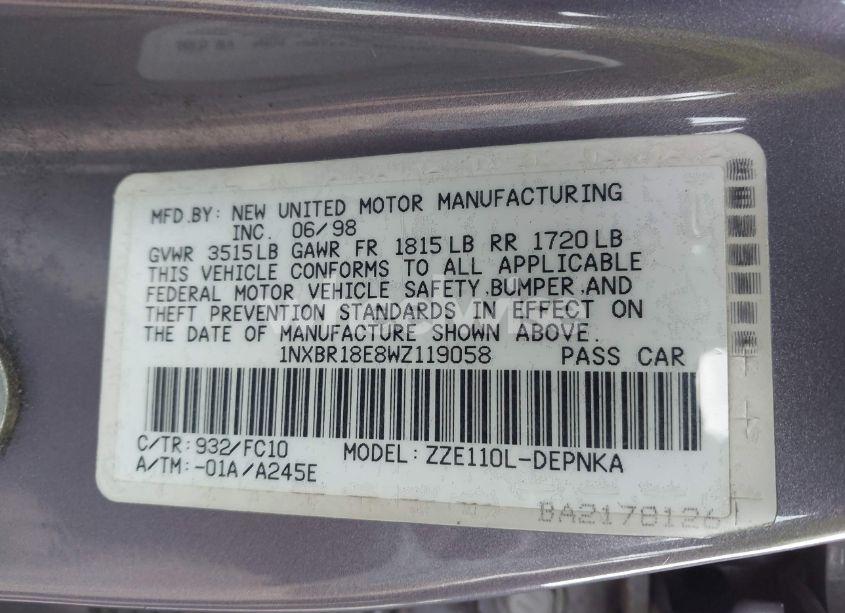 MFD.BY: NEW UNITED MOTOR MANUFACTURING
INC. 06/98
GVWR 3515LB GAWR FR 1815LB RR 1720LB
THIS VEHICLE CONFORMS TO ALL APPLICABLE
FEDERAL MOTOR VEHICLE SAFETY,BUMPER,AND
THEFT PREVENTION STANDARDS IN EFFECT ON
THE DATE OF MANUFACTURE SHOWN ABOVE.
1NXBR18E8WZ119058 PASS CAR
C/TR: 932/FC10 MODEL: ZZE110L-DEPNKA
A/TM: -01A/A245E
BA2178126